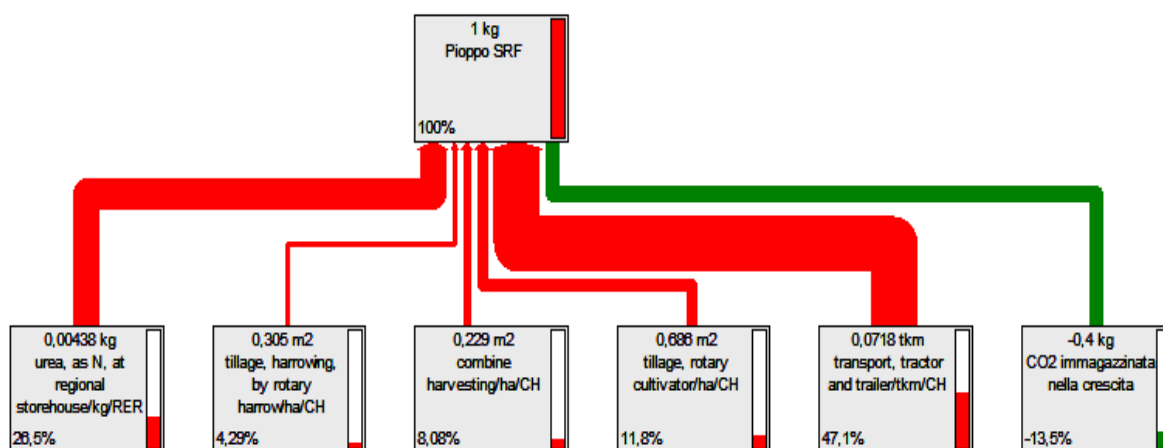 1 kg
Pioppo SRF
100%
0,00438 kg
urea, as N, at
regional
storehouse/kg/RER
26,5%
0,305 m2
tillage, harrowing,
by rotary
harrow/ha/CH
4,29%
0,229 m2
combine
harvesting/ha/CH
8,08%
0,686 m2
tillage, rotary
cultivator/ha/CH
11,8%
0,0718 tkm
transport, tractor
and trailer/tkm/CH
47,1%
-0,4 kg
CO2 immagazzinata
nella crescita
-13,5%